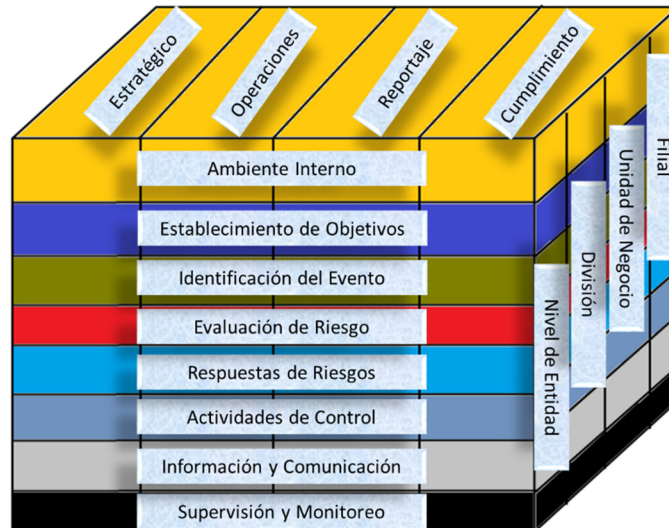 Estratégico
Operaciones
Reportaje
Cumplimiento
Ambiente Interno
Establecimiento de Objetivos
Identificación del Evento
Evaluación de Riesgo
Respuestas de Riesgos
Actividades de Control
Información y Comunicación
Supervisión y Monitoreo
Nivel de Entidad
División
Unidad de Negocio
Filial